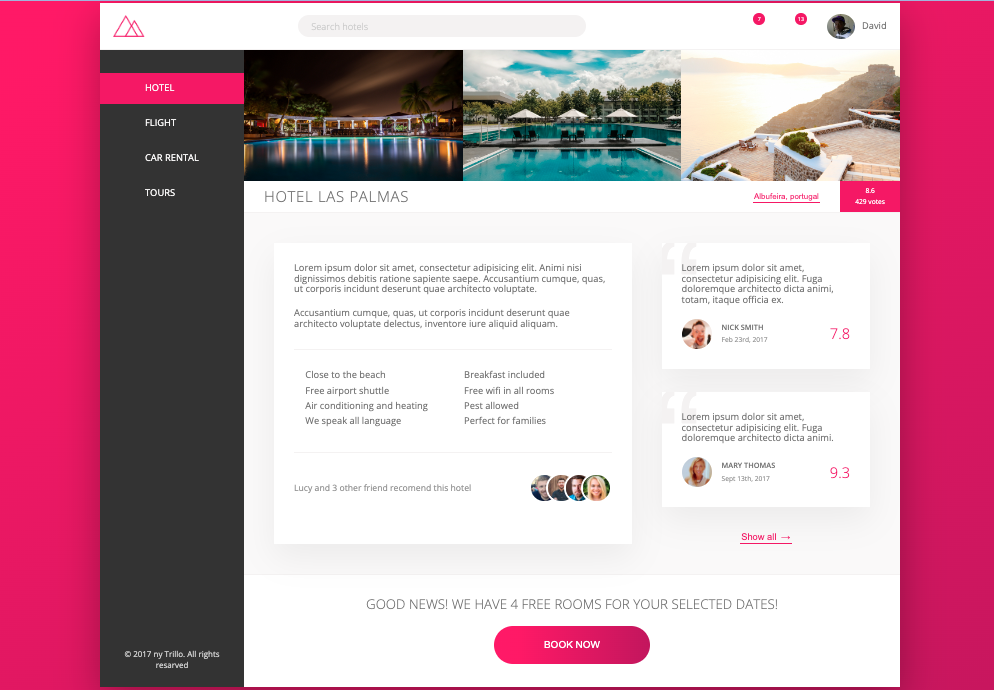 Search hotels
7
13
David
HOTEL
FLIGHT
CAR RENTAL
TOURS
© 2017 ny Trillo. All rights
resarved
HOTEL LAS PALMAS
Albufeira, portugal
8.6
429 votes
Lorem ipsum dolor sit amet, consectetur adipisicing elit. Animi nisi
dignissimos debitis ratione sapiente saepe. Accusantium cumque, quas,
ut corporis incidunt deserunt quae architecto voluptate.
Accusantium cumque, quas, ut corporis incidunt deserunt quae
architecto voluptate delectus, inventore iure aliquid aliquam.
Close to the beach
Free airport shuttle
Air conditioning and heating
We speak all language
Breakfast included
Free wifi in all rooms
Pest allowed
Perfect for families
Lucy and 3 other friend recomend this hotel
“
Lorem ipsum dolor sit amet,
consectetur adipisicing elit. Fuga
doloremque architecto dicta animi,
totam, itaque officia ex.
NICK SMITH
Feb 23rd, 2017
7.8
“
Lorem ipsum dolor sit amet,
consectetur adipisicing elit. Fuga
doloremque architecto dicta animi.
MARY THOMAS
Sept 13th, 2017
9.3
Show all →
GOOD NEWS! WE HAVE 4 FREE ROOMS FOR YOUR SELECTED DATES!
BOOK NOW